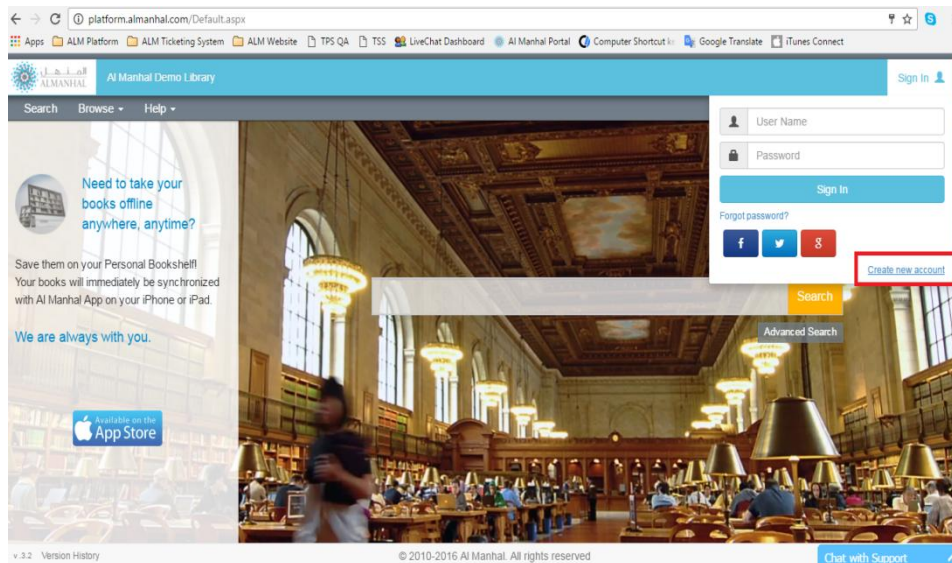 platform.almanhal.com/Default.aspx
Apps ALM Platform ALM Ticketing System ALM Website TPS QA TSS LiveChat Dashboard Al Manhal Portal Computer Shortcut Google Translate iTunes Connect
المنهل
ALMANHAL
Al Manhal Demo Library
Sign In
Search Browse Help
User Name
Password
Sign In
Forgot password?
Create new account
Need to take your
books offline
anywhere, anytime?
Save them on your Personal Bookshelf!
Your books will immediately be synchronized
with Al Manhal App on your iPhone or iPad.
We are always with you.
Search
Advanced Search
Available on the
App Store
v.3.2 Version History
© 2010-2016 Al Manhal. All rights reserved
Chat with Support